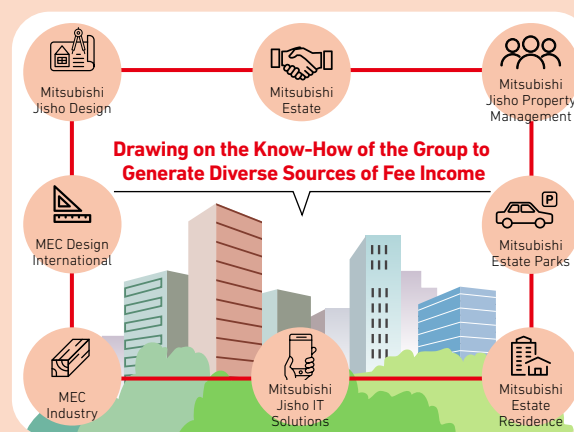 Mitsubishi
Jisho Design
Mitsubishi
Estate
Mitsubishi
Jisho Property
Management
Drawing on the Know-How of the Group to
Generate Diverse Sources of Fee Income
MEC Design
International
P
Mitsubishi
Estate Parks
MEC
Industry
Mitsubishi
Jisho IT
Solutions
Mitsubishi
Estate
Residence